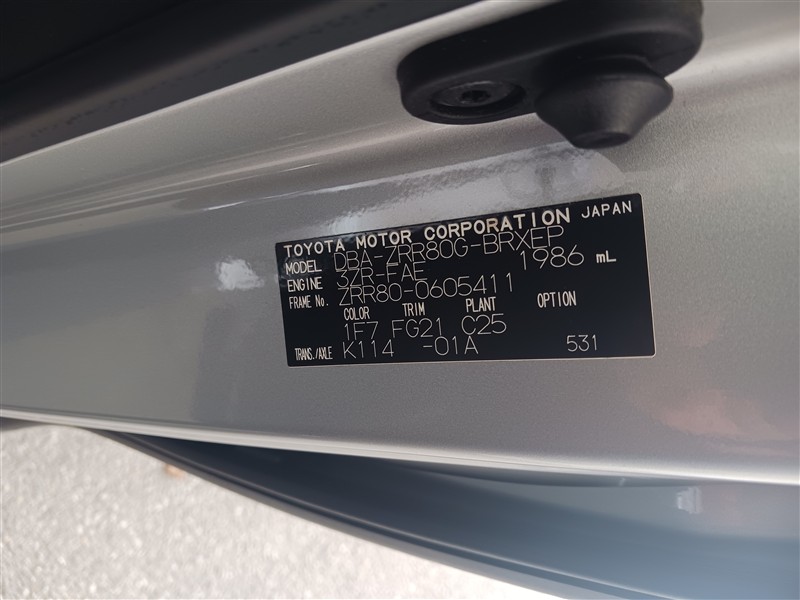 TOYOTA MOTOR CORPORATION JAPAN
MODEL DBA-ZRR80G-BRXEP
ENGINE 3ZR-FAE 1986 mL
FRAME No. ZRR80-0605411
COLOR TRIM PLANT OPTION
1F7 FG21 C25
TRANS./AXLE K114 -01A 531